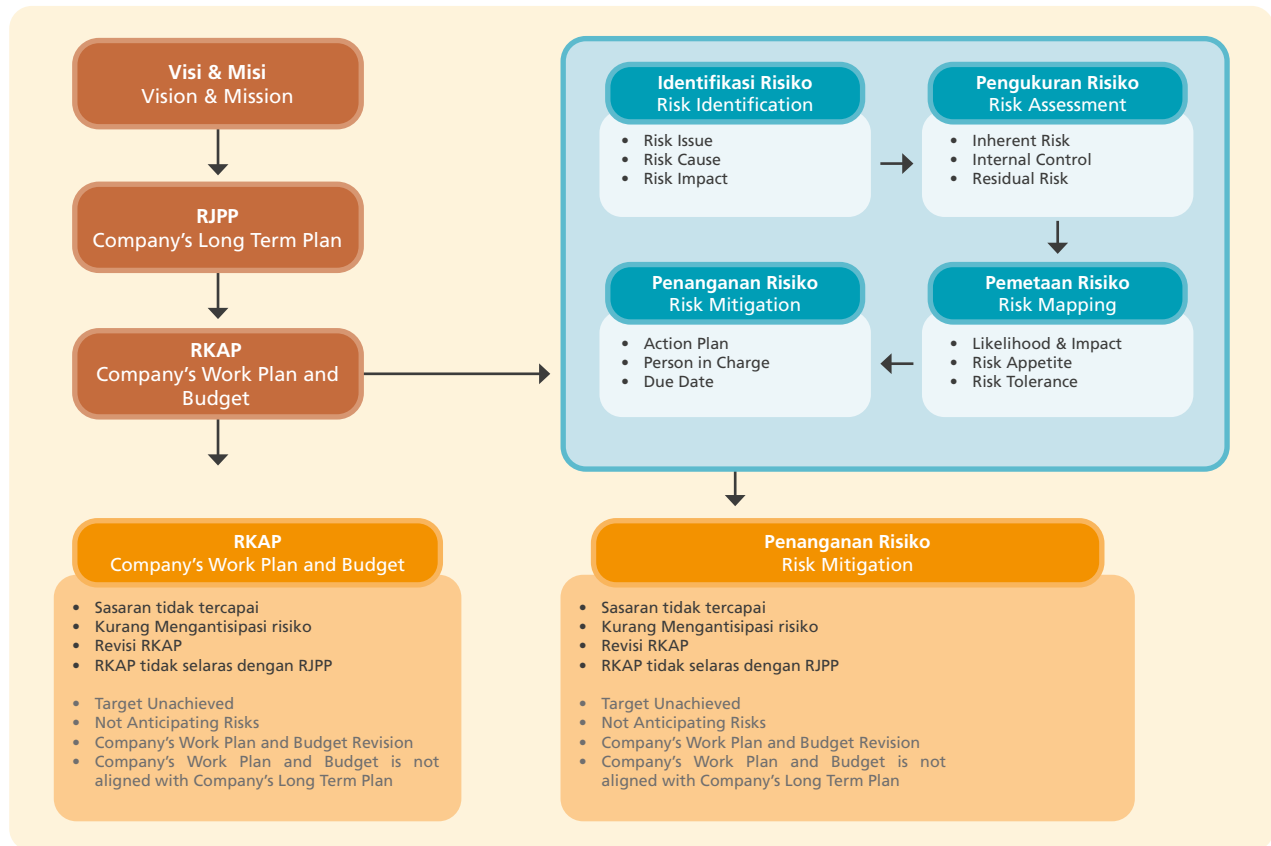 Visi & Misi
Vision & Mission
RJPP
Company's Long Term Plan
RKAP
Company's Work Plan and
Budget
Identifikasi Risiko
Risk Identification
• Risk Issue
• Risk Cause
• Risk Impact
Pengukuran Risiko
Risk Assessment
• Inherent Risk
• Internal Control
• Residual Risk
Penanganan Risiko
Risk Mitigation
• Action Plan
• Person in Charge
• Due Date
Pemetaan Risiko
Risk Mapping
• Likelihood & Impact
• Risk Appetite
• Risk Tolerance
RKAP
Company's Work Plan and Budget
• Sasaran tidak tercapai
• Kurang Mengantisipasi risiko
• Revisi RKAP
• RKAP tidak selaras dengan RJPP
• Target Unachieved
• Not Anticipating Risks
• Company's Work Plan and Budget Revision
• Company's Work Plan and Budget is not
aligned with Company's Long Term Plan
Penanganan Risiko
Risk Mitigation
• Sasaran tidak tercapai
• Kurang Mengantisipasi risiko
• Revisi RKAP
• RKAP tidak selaras dengan RJPP
• Target Unachieved
• Not Anticipating Risks
• Company's Work Plan and Budget Revision
• Company's Work Plan and Budget is not
aligned with Company's Long Term Plan